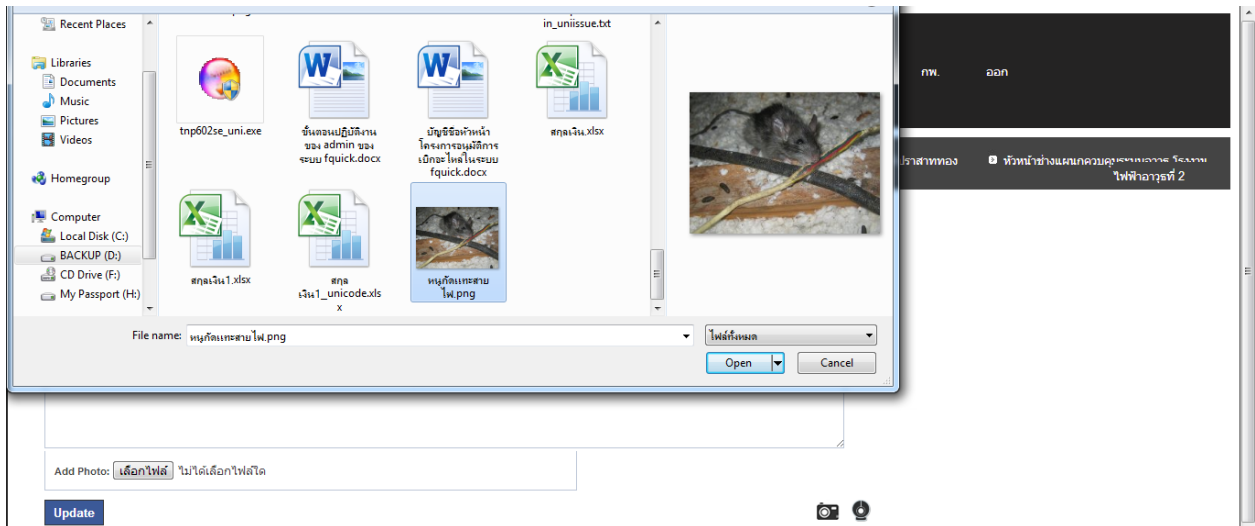 Recent Places
Libraries
Documents
Music
Pictures
Videos
Homegroup
Computer
Local Disk (C:)
BACKUP (D:)
CD Drive (F:)
My Passport (H:)
in_uniissue.txt
tnp602se_uni.exe
ขั้นตอนปฏิบัติงาน
ของ admin ของ
ระบบ fquick.docx
บัญชีชื่อหัวหน้า
โครงการอนุมัติการ
เบิกอะไหล่ในระบบ
fquick.docx
สกุลเงิน.xlsx
สกุลเงิน1.xlsx
สกุล
เงิน1_unicode.xls
x
หนูกัดแทะสาย
ไฟ.png
File name:
หนูกัดแทะสายไฟ.png
ไฟล์ทั้งหมด
Open
Cancel
กพ.
ออก
ปราสาททอง
หัวหน้าช่างแผนกควบคุมระบบอาวุธ โรงงาน
ไฟฟ้าอาวุธที่ 2
Add Photo: เลือกไฟล์ ไม่ได้เลือกไฟล์ใด
Update